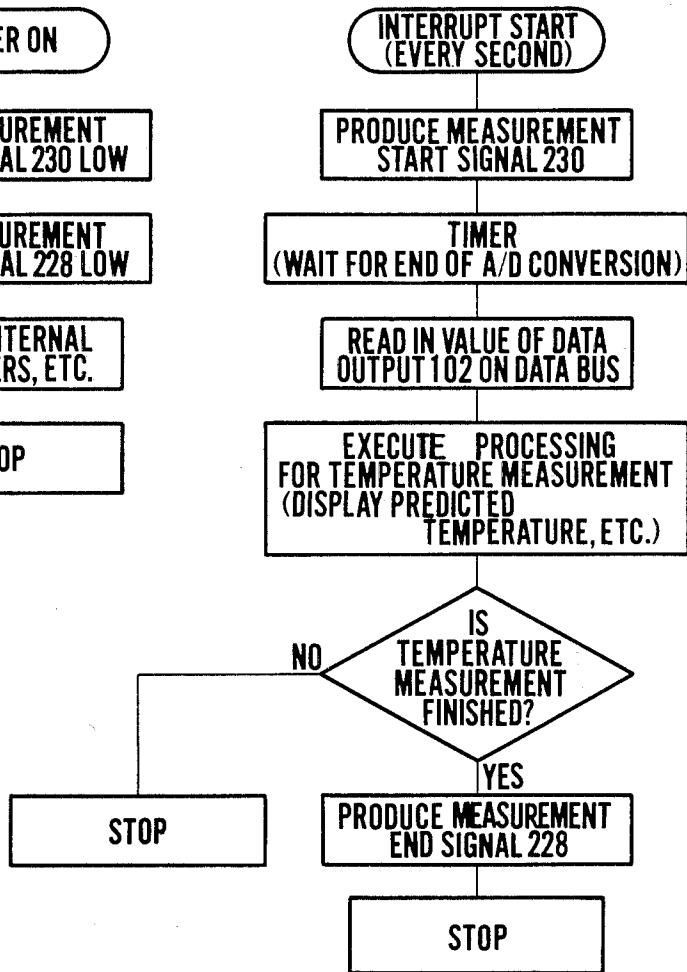 ER ON
UREMENT
AL 230 LOW
UREMENT
AL 228 LOW
NTERNAL
ERS, ETC.
OP
INTERRUPT START
(EVERY SECOND)
PRODUCE MEASUREMENT
START SIGNAL 230
TIMER
(WAIT FOR END OF A/D CONVERSION)
READ IN VALUE OF DATA
OUTPUT 102 ON DATA BUS
EXECUTE PROCESSING
FOR TEMPERATURE MEASUREMENT
(DISPLAY PREDICTED
TEMPERATURE, ETC.)
IS
TEMPERATURE
MEASUREMENT
FINISHED?
NO
STOP
YES
PRODUCE MEASUREMENT
END SIGNAL 228
STOP